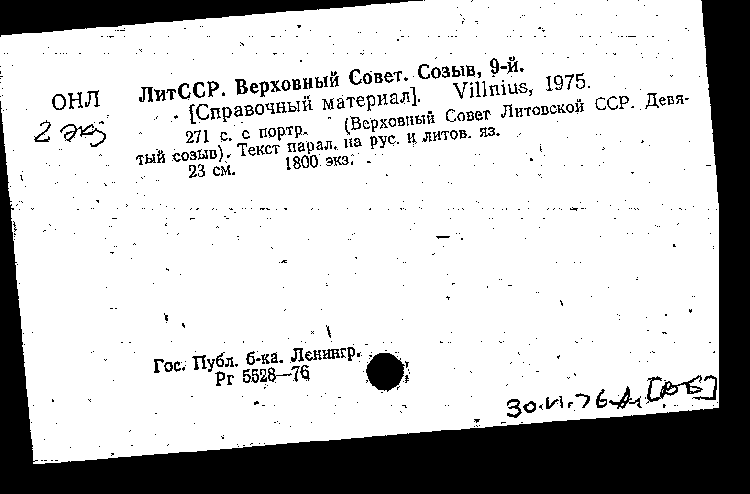 ЛитССР. Верховный Совет. Созыв, 9-й.
ОНЛ [Справочный материал]. Villnius, 1975.
2 экз 271 с. с портр. (Верховный Совет Литовской ССР. Девя-
тый созыв). Текст парал. на рус. и литов. яз.
23 см. 1800 экз.
Гос. Публ. б-ка. Ленингр.
Рг 5528—76
30.VI.76 [ВБ]